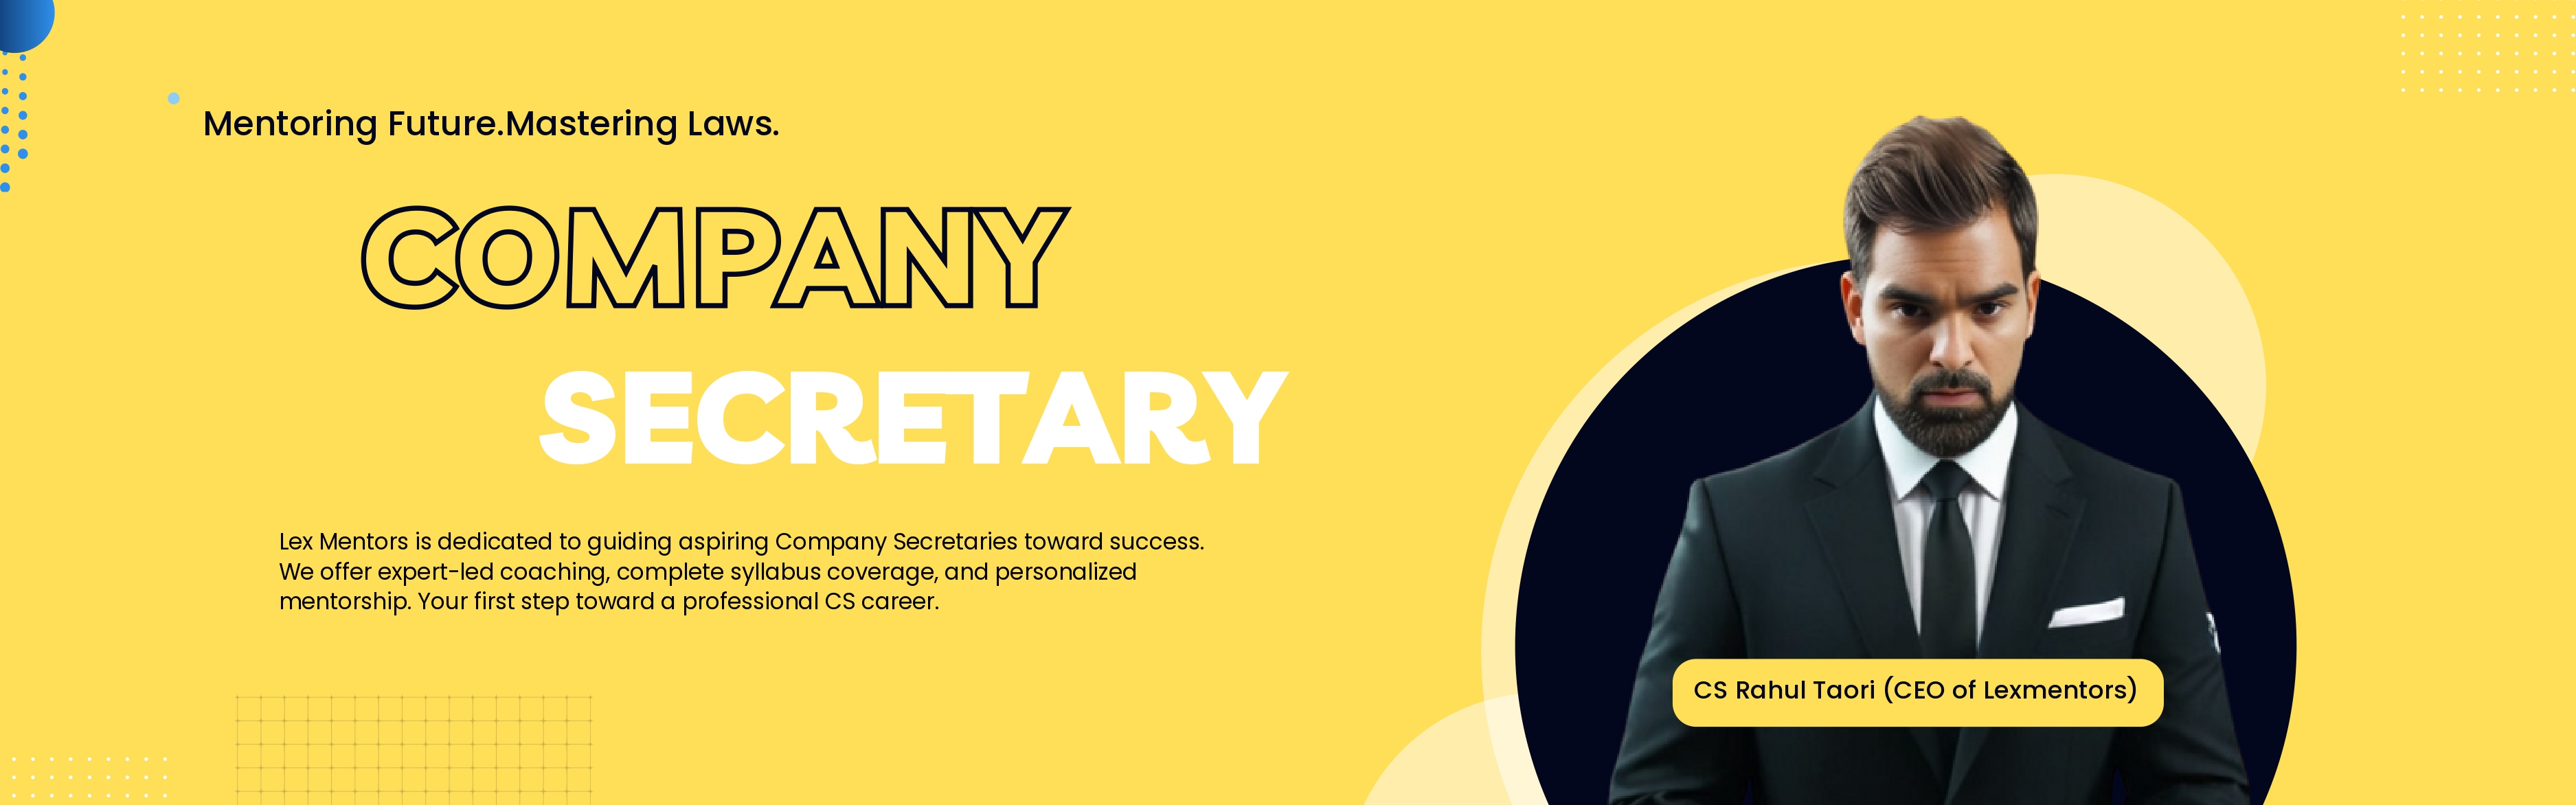 Mentoring Future.Mastering Laws.
COMPANY
SECRETARY
Lex Mentors is dedicated to guiding aspiring Company Secretaries toward success.
We offer expert-led coaching, complete syllabus coverage, and personalized
mentorship. Your first step toward a professional CS career.
CS Rahul Taori (CEO of Lexmentors)